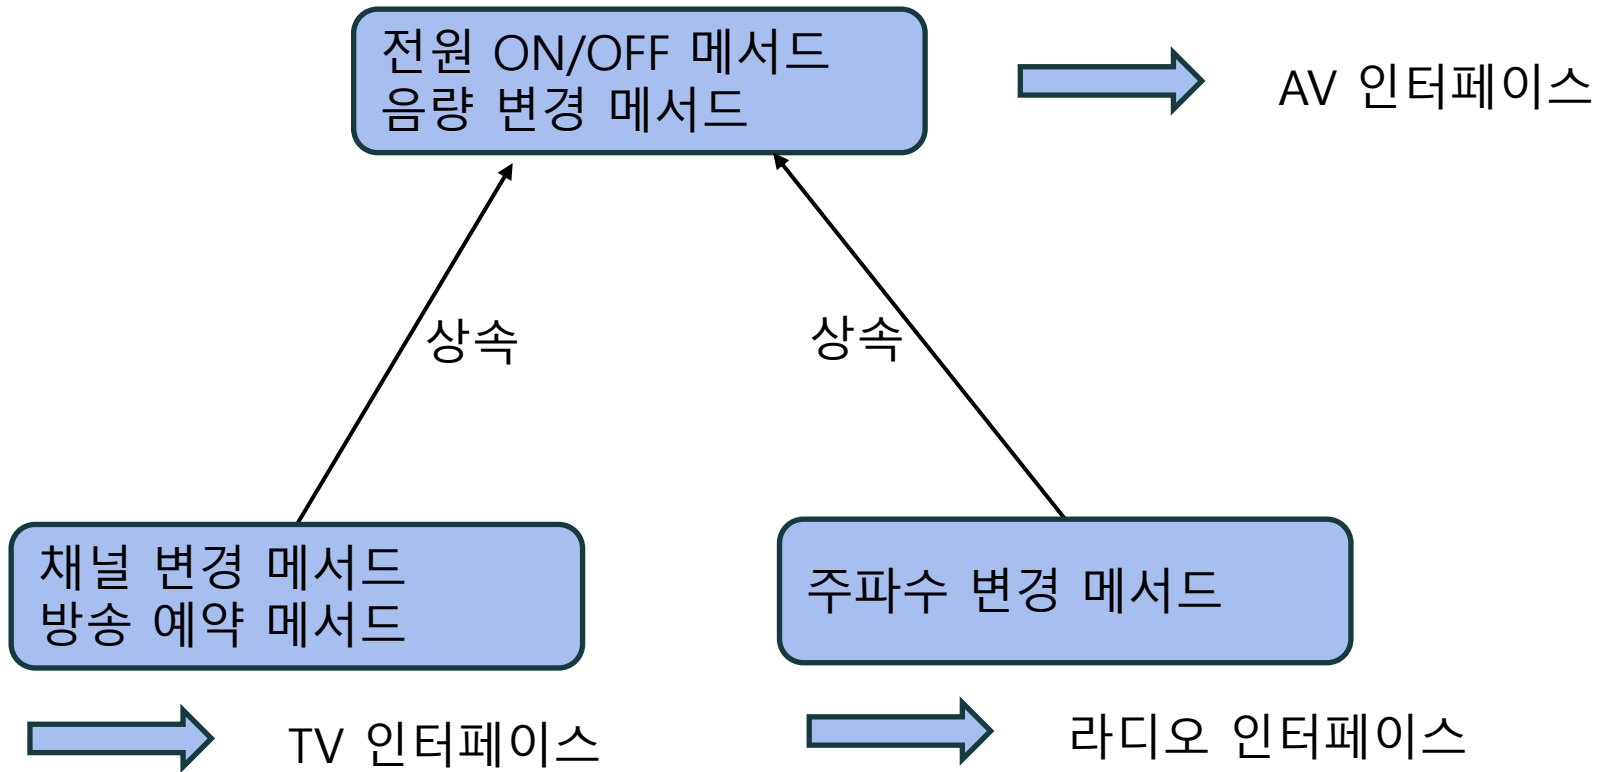 전원 ON/OFF 메서드
음량 변경 메서드
AV 인터페이스
상속
상속
채널 변경 메서드
방송 예약 메서드
주파수 변경 메서드
TV 인터페이스
라디오 인터페이스